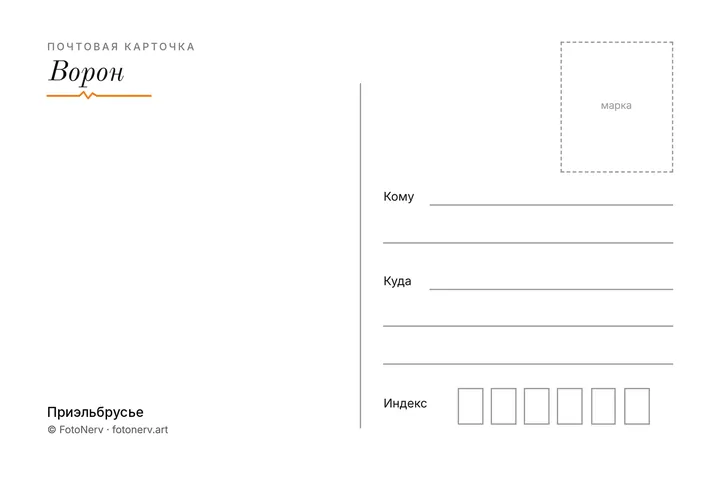 ПОЧТОВАЯ КАРТОЧКА
Ворон
марка
Кому
Куда
Индекс
Приэльбрусье
© FotoNerv · fotonerv.art